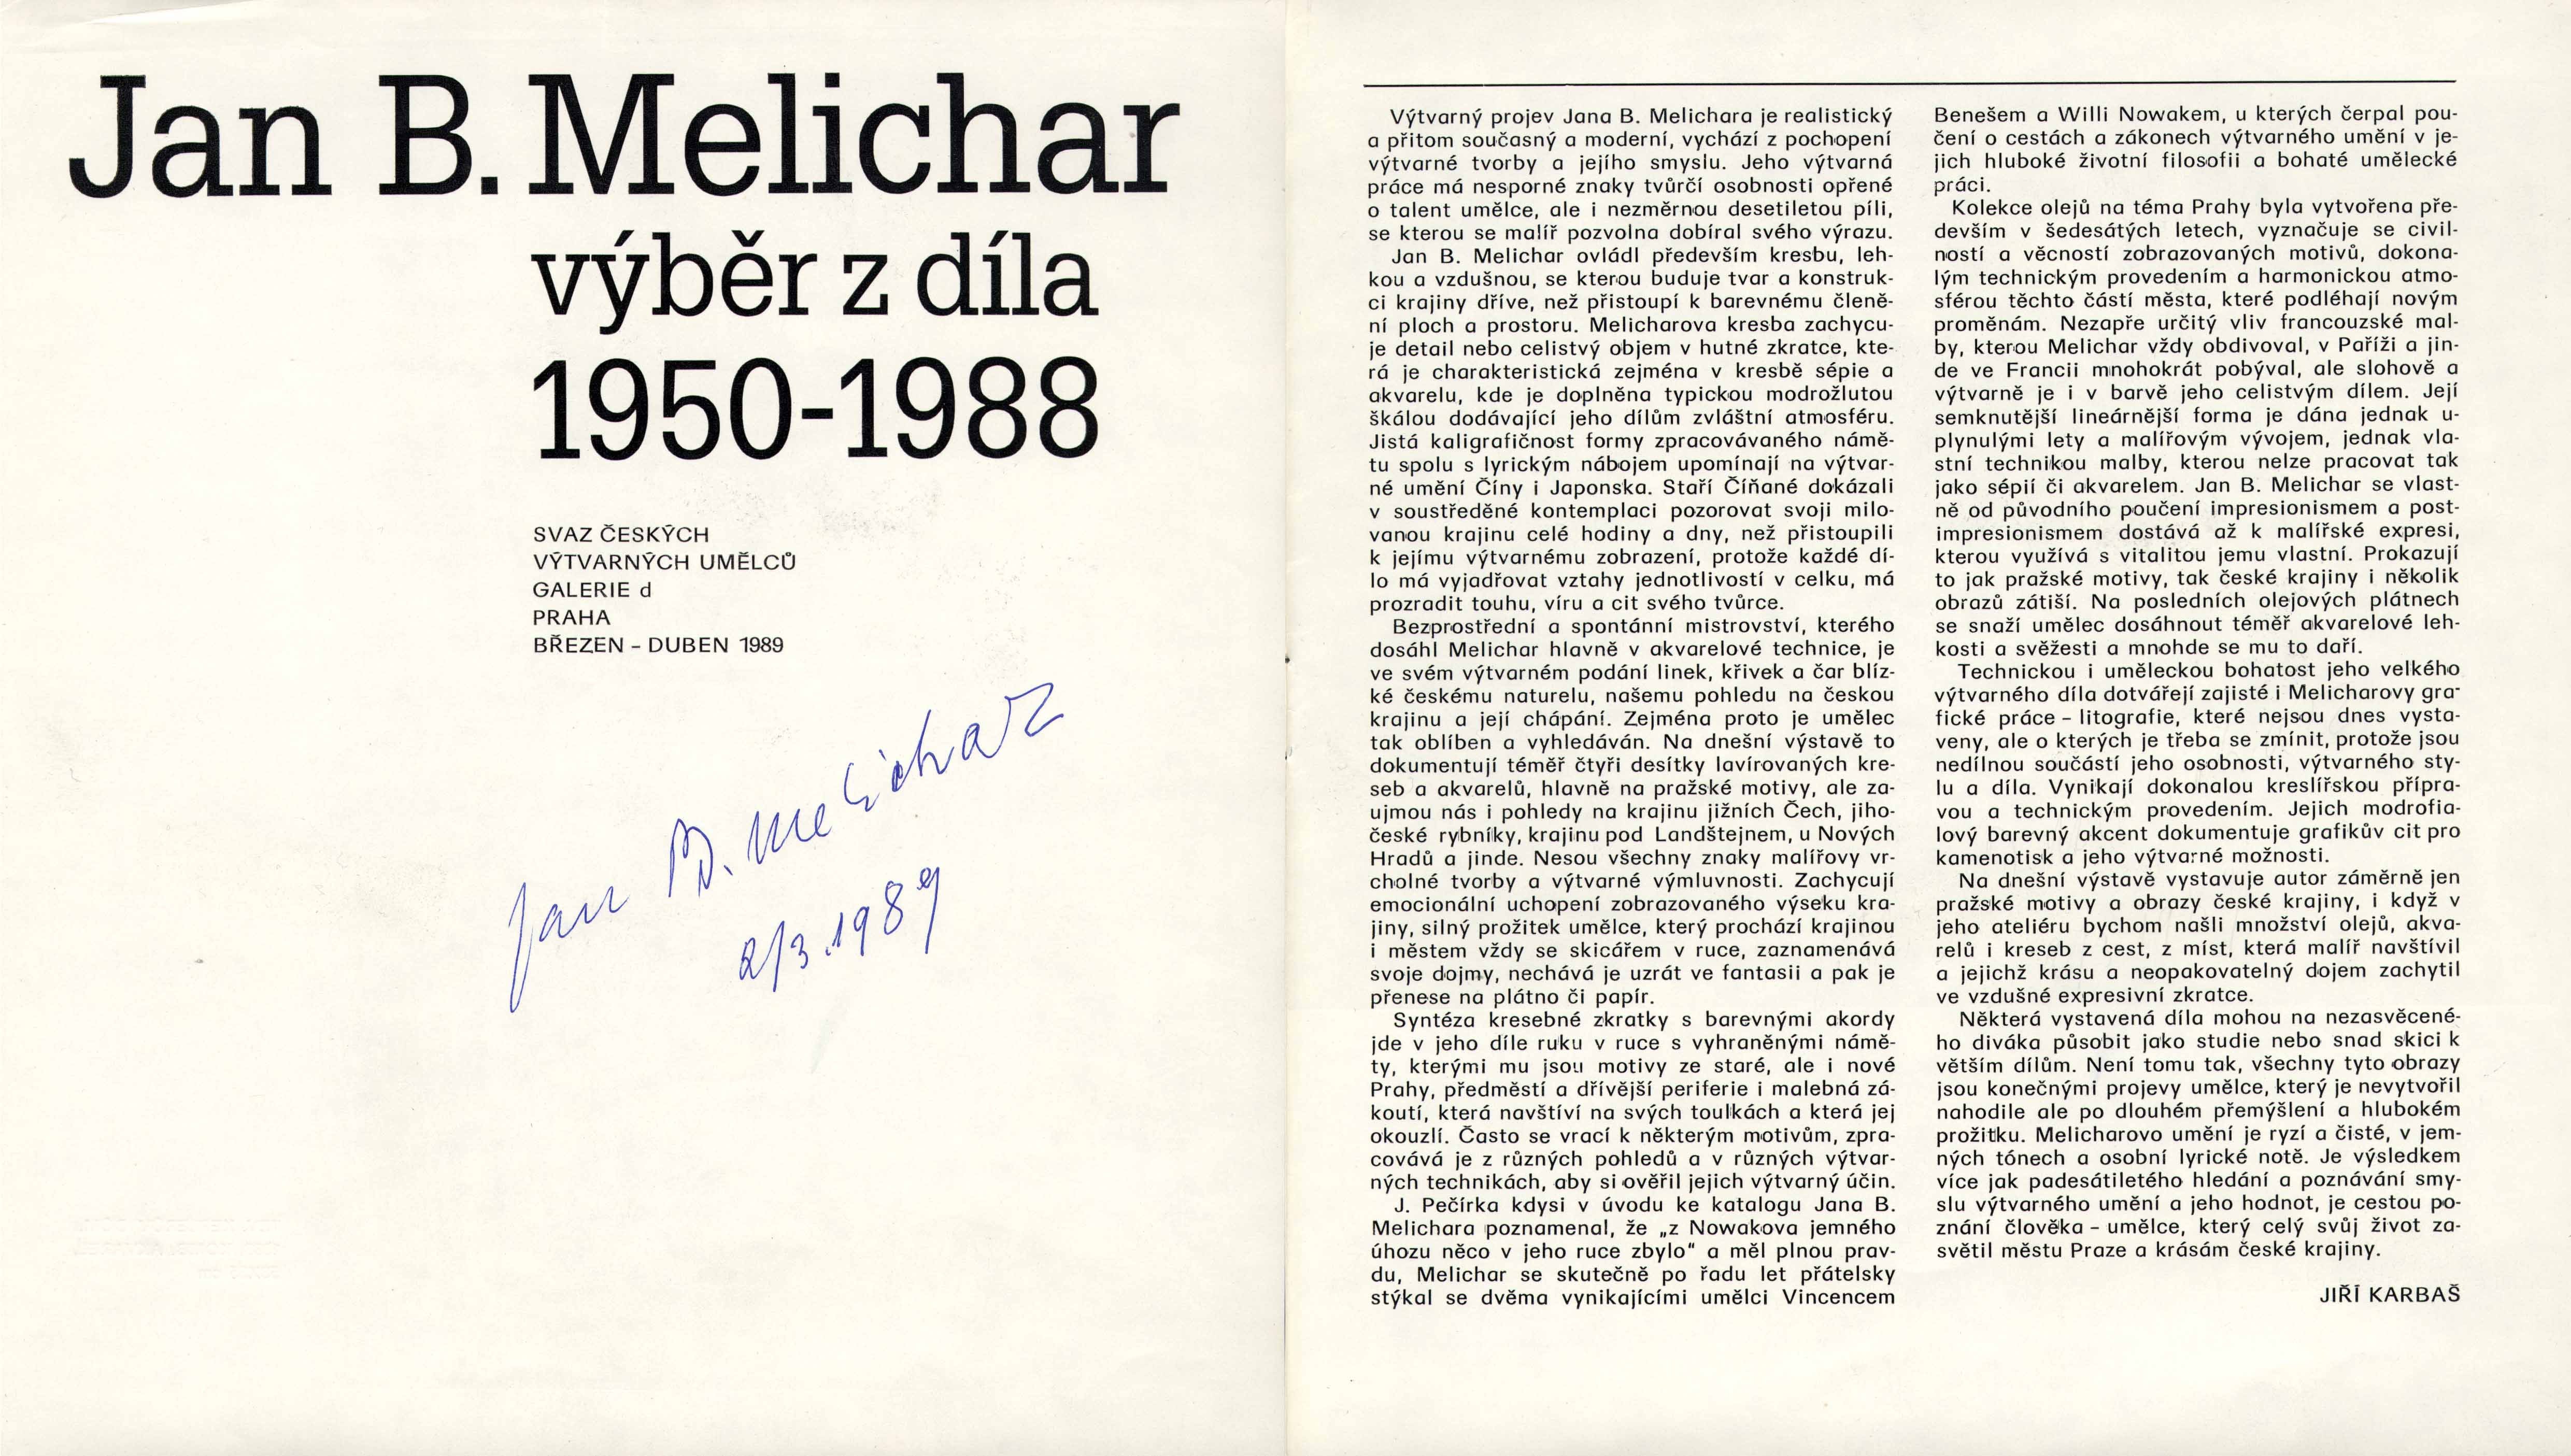 Jan B. Melichar
výběr z díla
1950-1988
SVAZ ČESKÝCH
VÝTVARNÝCH UMĚLCŮ
GALERIE d
PRAHA
BŘEZEN – DUBEN 1989
Jan B. Melichar
2/3.1989
Výtvarný projev Jana B. Melichara je realistický
a přitom současný a moderní, vychází z pochopení
výtvarné tvorby a jejího smyslu. Jeho výtvarná
práce má nesporné znaky tvůrčí osobnosti opřené
o talent umělce, ale i nezměrnou desetiletou píli,
se kterou se malíř pozvolna dobíral svého výrazu.
Jan B. Melichar ovládl především kresbu, leh-
kou a vzdušnou, se kterou buduje tvar a konstruk-
ci krajiny dříve, než přistoupí k barevnému členě-
ní ploch a prostoru. Melicharova kresba zachycu-
je detail nebo celistvý objem v hutné zkratce, kte-
rá je charakteristická zejména v kresbě sépie a
akvarelu, kde je doplněna typickou modrožlutou
škálou dodávající jeho dílům zvláštní atmosféru.
Jistá kaligrafičnost formy zpracovávaného námě-
tu spolu s lyrickým nábojem upomínají na výtvar-
né umění Číny i Japonska. Staří Číňané dokázali
v soustředěné kontemplaci pozorovat svoji milo-
vanou krajinu celé hodiny a dny, než přistoupili
k jejímu výtvarnému zobrazení, protože každé dí-
lo má vyjadřovat vztahy jednotlivostí v celku, má
prozradit touhu, víru a cit svého tvůrce.
Bezprostřední a spontánní mistrovství, kterého
dosáhl Melichar hlavně v akvarelové technice, je
ve svém výtvarném podání linek, křivek a čar blíz-
ké českému naturelu, našemu pohledu na českou
krajinu a její chápání. Zejména proto je umělec
tak oblíben a vyhledáván. Na dnešní výstavě to
dokumentují téměř čtyři desítky lavírovaných kre-
seb a akvarelů, hlavně na pražské motivy, ale za-
ujmou nás i pohledy na krajinu jižních Čech, jiho-
české rybníky, krajinu pod Landštejnem, u Nových
Hradů a jinde. Nesou všechny znaky malířovy vr-
cholné tvorby a výtvarné výmluvnosti. Zachycují
emocionální uchopení zobrazovaného výseku kra-
jiny, silný prožitek umělce, který prochází krajinou
i městem vždy se skicářem v ruce, zaznamenává
svoje dojmy, nechává je uzrát ve fantasii a pak je
přenese na plátno či papír.
Syntéza kresebné zkratky s barevnými akordy
jde v jeho díle ruku v ruce s vyhraněnými námě-
ty, kterými mu jsou motivy ze staré, ale i nové
Prahy, předměstí a dřívější periferie i malebná zá-
koutí, která navštíví na svých toulkách a která jej
okouzlí. Často se vrací k některým motivům, zpra-
covává je z různých pohledů a v různých výtvar-
ných technikách, aby si ověřil jejich výtvarný účin.
J. Pečírka kdysi v úvodu ke katalogu Jana B.
Melichara poznamenal, že „z Nowakova jemného
úhozu něco v jeho ruce zbylo“ a měl plnou prav-
du, Melichar se skutečně po řadu let přátelsky
stýkal se dvěma vynikajícími umělci Vincencem
Benešem a Willi Nowakem, u kterých čerpal pou-
čení o cestách a zákonech výtvarného umění v je-
jich hluboké životní filosofii a bohaté umělecké
práci.
Kolekce olejů na téma Prahy byla vytvořena pře-
devším v šedesátých letech, vyznačuje se civil-
ností a věcností zobrazovaných motivů, dokona-
lým technickým provedením a harmonickou atmo-
sférou těchto částí města, které podléhají novým
proměnám. Nezapře určitý vliv francouzské mal-
by, kterou Melichar vždy obdivoval, v Paříži a jin-
de ve Francii mnohokrát pobýval, ale slohově a
výtvarně je i v barvě jeho celistvým dílem. Její
semknutější lineárnější forma je dána jednak u-
plynulými lety a malířovým vývojem, jednak vla-
stní technikou malby, kterou nelze pracovat tak
jako sépií či akvarelem. Jan B. Melichar se vlast-
ně od původního poučení impresionismem a post-
impresionismem dostává až k malířské expresi,
kterou využívá s vitalitou jemu vlastní. Prokazují
to jak pražské motivy, tak české krajiny i několik
obrazů zátiší. Na posledních olejových plátnech
se snaží umělec dosáhnout téměř akvarelové leh-
kosti a svěžesti a mnohde se mu to daří.
Technickou i uměleckou bohatost jeho velkého
výtvarného díla dotvářejí zajisté i Melicharovy gra-
fické práce – litografie, které nejsou dnes vysta-
veny, ale o kterých je třeba se zmínit, protože jsou
nedílnou součástí jeho osobnosti, výtvarného sty-
lu a díla. Vynikají dokonalou kreslířskou přípra-
vou a technickým provedením. Jejich modrofia-
lový barevný akcent dokumentuje grafikův cit pro
kamenotisk a jeho výtvarné možnosti.
Na dnešní výstavě vystavuje autor záměrně jen
pražské motivy a obrazy české krajiny, i když v
jeho ateliéru bychom našli množství olejů, akva-
relů i kreseb z cest, z míst, která malíř navštívil
a jejichž krásu a neopakovatelný dojem zachytil
ve vzdušné expresivní zkratce.
Některá vystavená díla mohou na nezasvěcené-
ho diváka působit jako studie nebo snad skici k
větším dílům. Není tomu tak, všechny tyto obrazy
jsou konečnými projevy umělce, který je nevytvořil
nahodile ale po dlouhém přemýšlení a hlubokém
prožitku. Melicharovo umění je ryzí a čisté, v jem-
ných tónech a osobní lyrické notě. Je výsledkem
více jak padesátiletého hledání a poznávání smy-
slu výtvarného umění a jeho hodnot, je cestou po-
znání člověka – umělce, který celý svůj život za-
světil městu Praze a krásám české krajiny.
JIŘÍ KARBAŠ